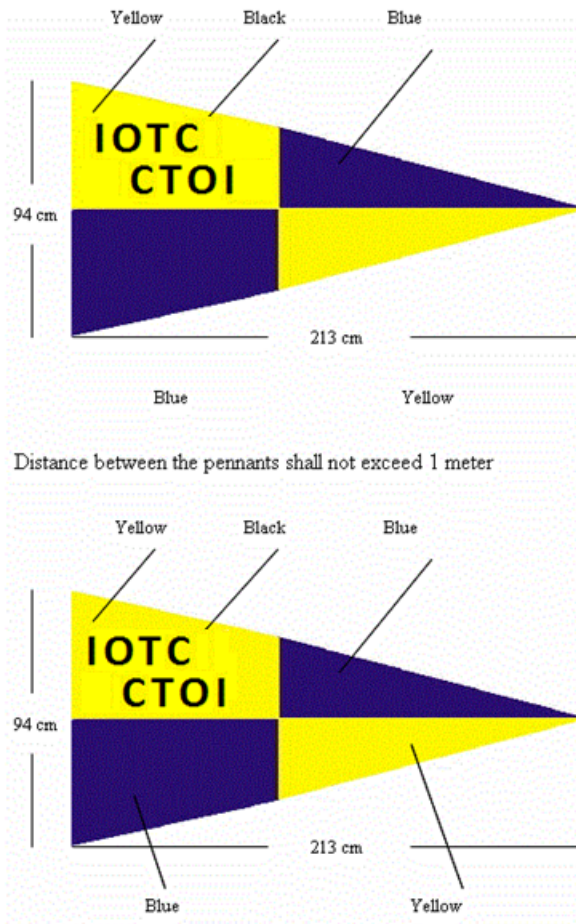 Yellow Black Blue
IOTC
CTOI
94 cm
213 cm
Blue Yellow
Distance between the pennants shall not exceed 1 meter
Yellow Black Blue
IOTC
CTOI
94 cm
213 cm
Blue Yellow